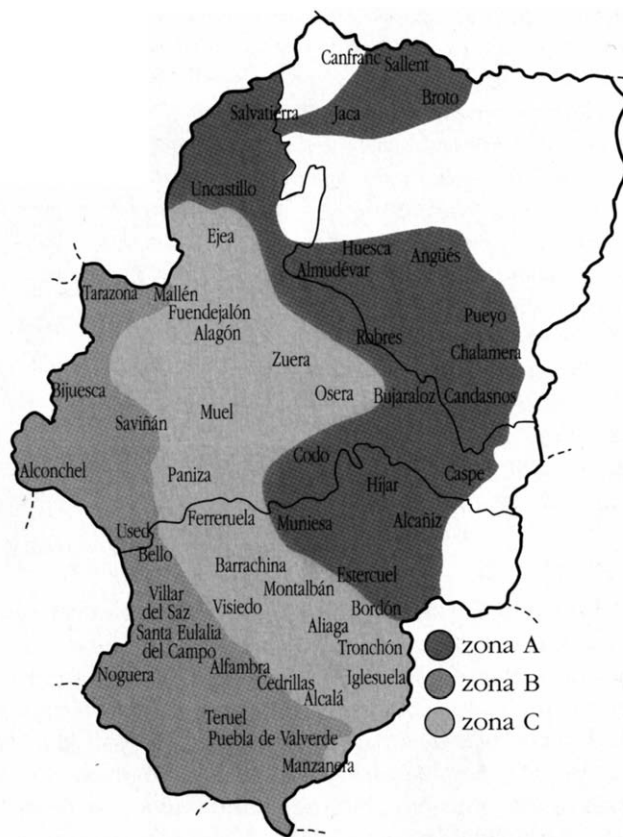 Canfranc
Sallent
Broto
Salvatierra
Jaca
Uncastillo
Ejea
Huesca
Angüés
Almudévar
Tarazona
Mallén
Fuendejalón
Alagón
Pueyo
Robres
Chalamera
Zuera
Bijuesca
Osera
Bujaraloz
Candasnos
Saviñán
Muel
Codo
Alconchel
Paniza
Híjar
Caspe
Ferreruela
Muniesa
Alcañiz
Used
Bello
Barrachina
Estercuel
Montalbán
Villar
del Saz
Visiedo
Bordón
Aliaga
Santa Eulalia
del Campo
Tronchón
Alfambra
Noguera
Cedrillas
Iglesuela
Alcalá
Teruel
Puebla de Valverde
Manzanera
zona A
zona B
zona C